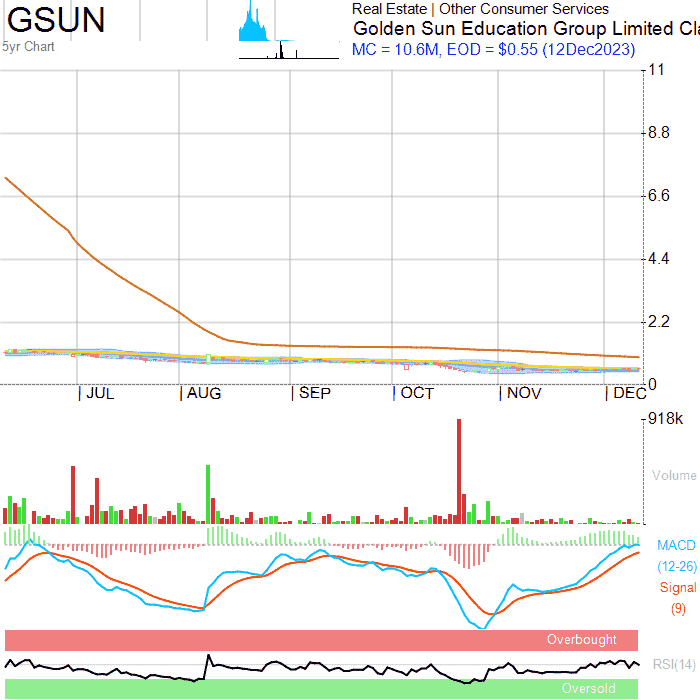 GSUN
5yr Chart
Real Estate | Other Consumer Services
Golden Sun Education Group Limited Cla
MC = 10.6M, EOD = $0.55 (12Dec2023)
11
8.8
6.6
4.4
2.2
0
JUL AUG SEP OCT NOV DEC
918k
Volume
MACD
(12-26)
Signal
(9)
Overbought
RSI(14)
Oversold